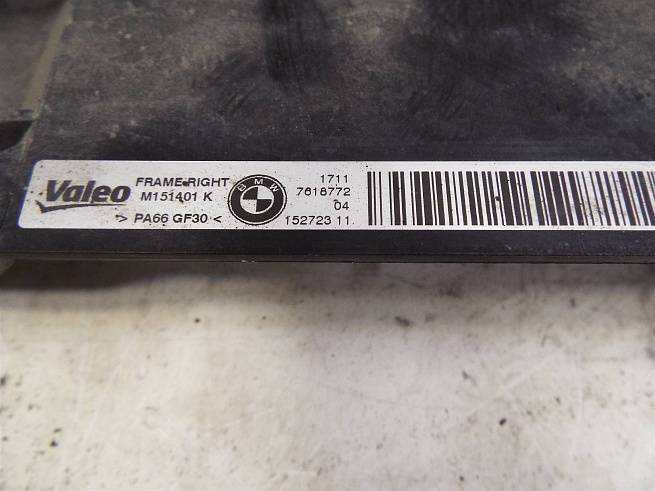 Valeo
FRAME RIGHT
M151401 K
> PA66 GF30 <
BMW
1711
7618772
04
152723 11